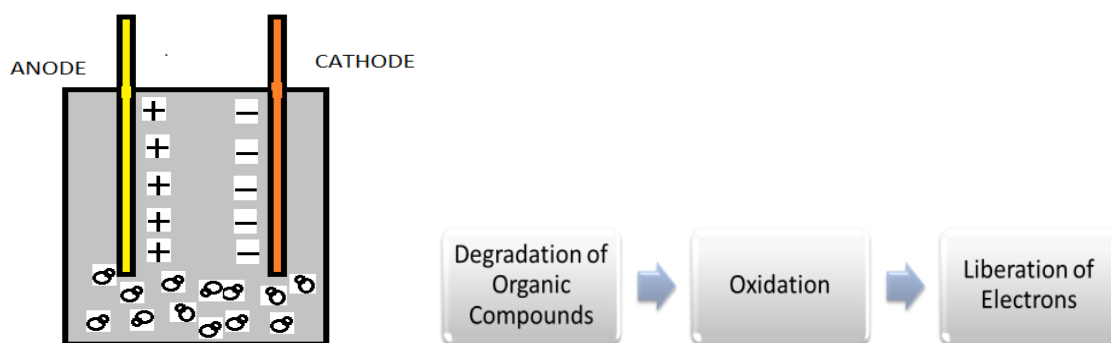 ANODE
CATHODE
+ −
+ −
+ −
+ −
+ −
Degradation of
Organic
Compounds
Oxidation
Liberation of
Electrons